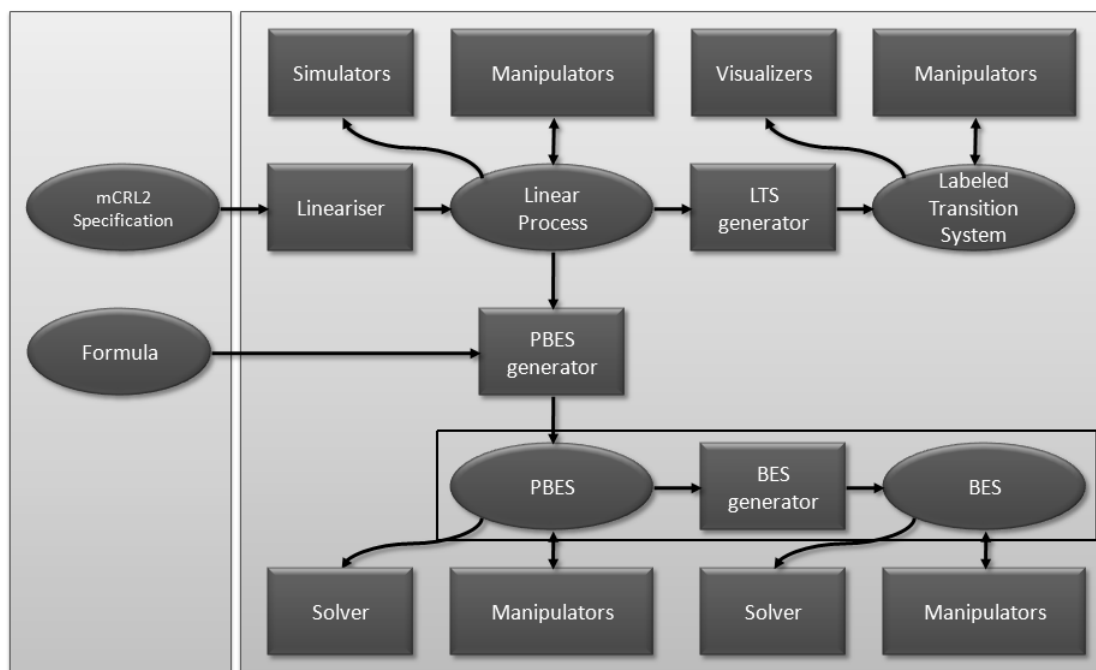 Simulators
Manipulators
Visualizers
Manipulators
mCRL2
Specification
Lineariser
Linear
Process
LTS
generator
Labeled
Transition
System
Formula
PBES
generator
PBES
BES
generator
BES
Solver
Manipulators
Solver
Manipulators